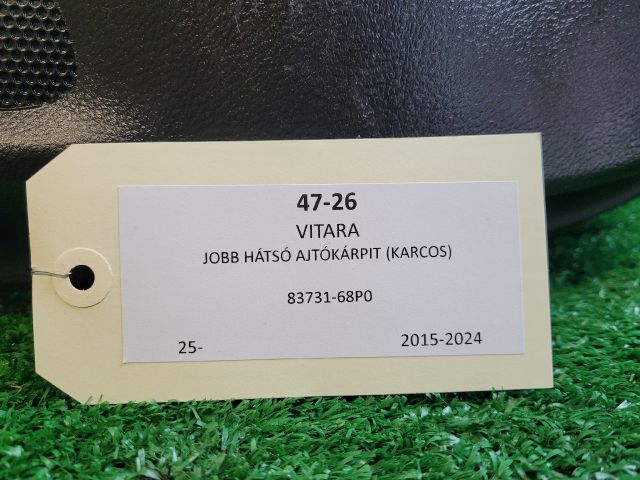 47-26
VITARA
JOBB HÁTSÓ AJTÓKÁRPIT (KARCOS)
83731-68P0
25- 2015-2024